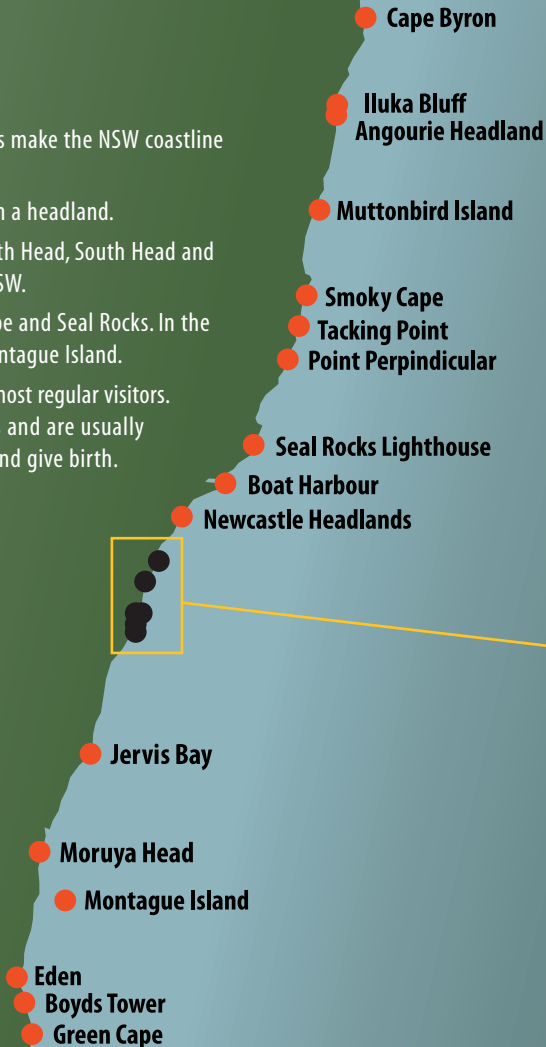 Cape Byron
Iluka Bluff
Angourie Headland
s make the NSW coastline
n a headland.
th Head, South Head and
SW.
pe and Seal Rocks. In the
ntague Island.
most regular visitors.
and are usually
nd give birth.
Muttonbird Island
Smoky Cape
Tacking Point
Point Perpindicular
Seal Rocks Lighthouse
Boat Harbour
Newcastle Headlands
Jervis Bay
Moruya Head
Montague Island
Eden
Boyds Tower
Green Cape